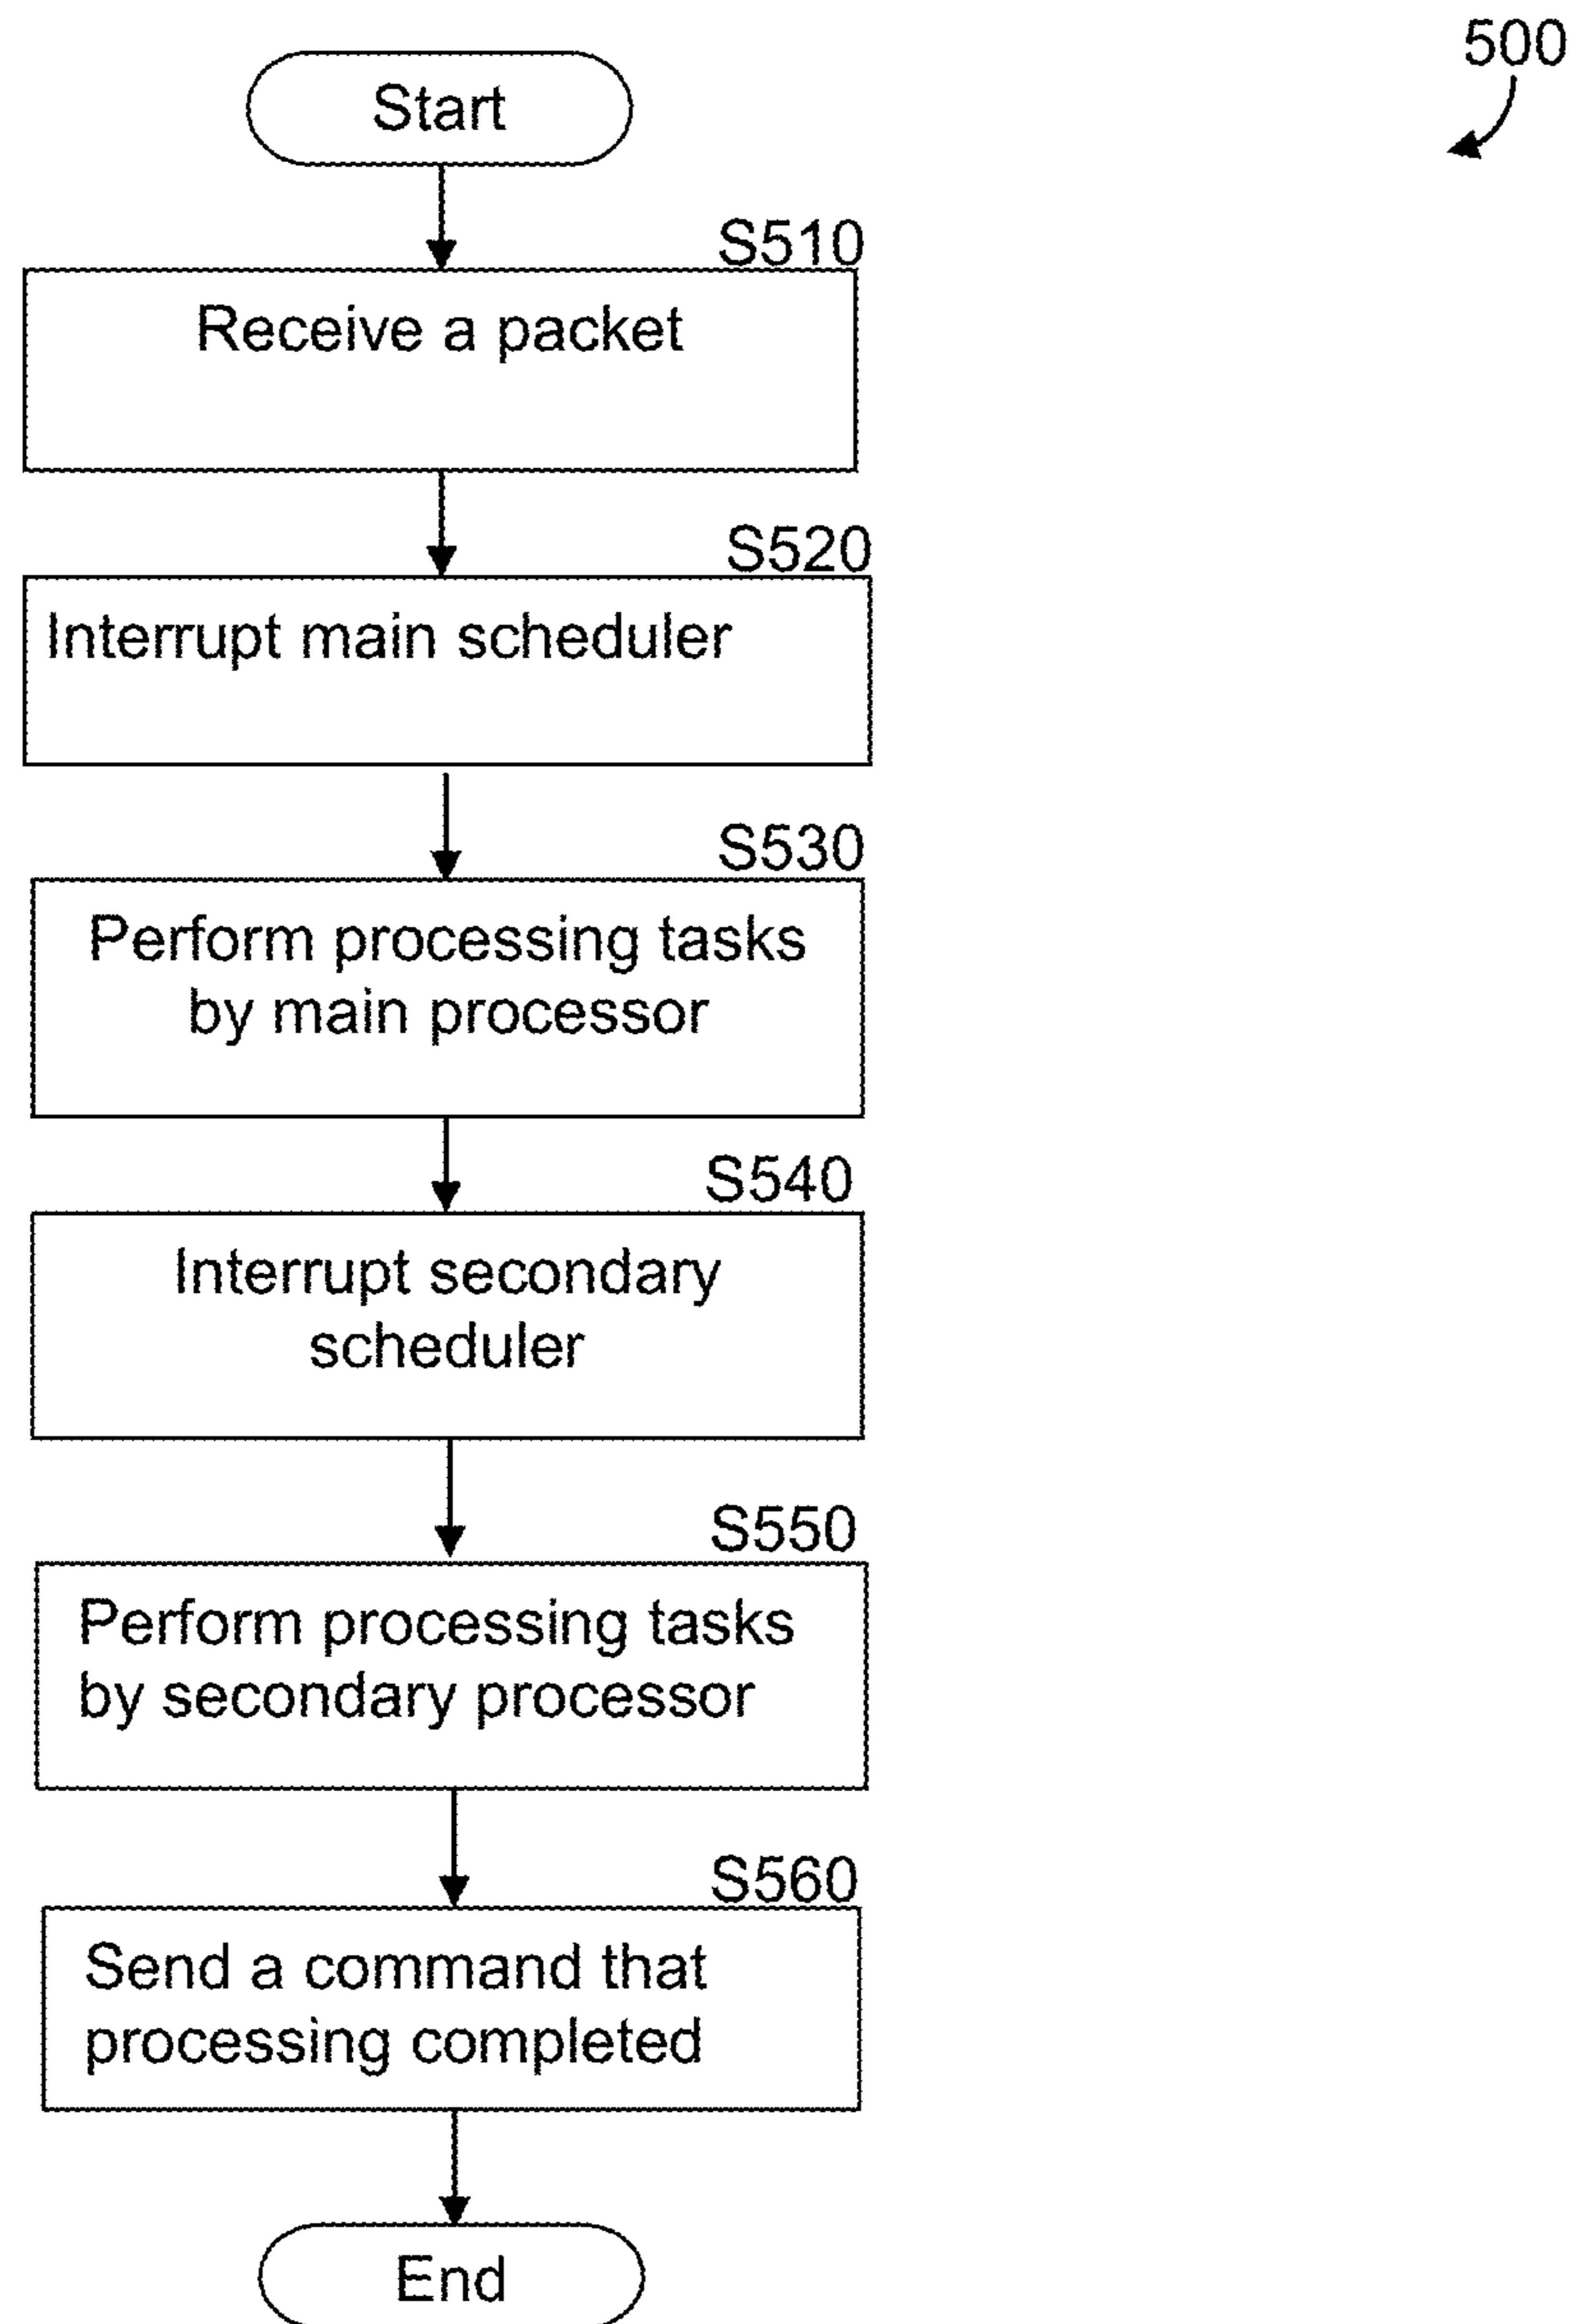 500
Start
S510
Receive a packet
S520
Interrupt main scheduler
S530
Perform processing tasks
by main processor
S540
Interrupt secondary
scheduler
S550
Perform processing tasks
by secondary processor
S560
Send a command that
processing completed
End